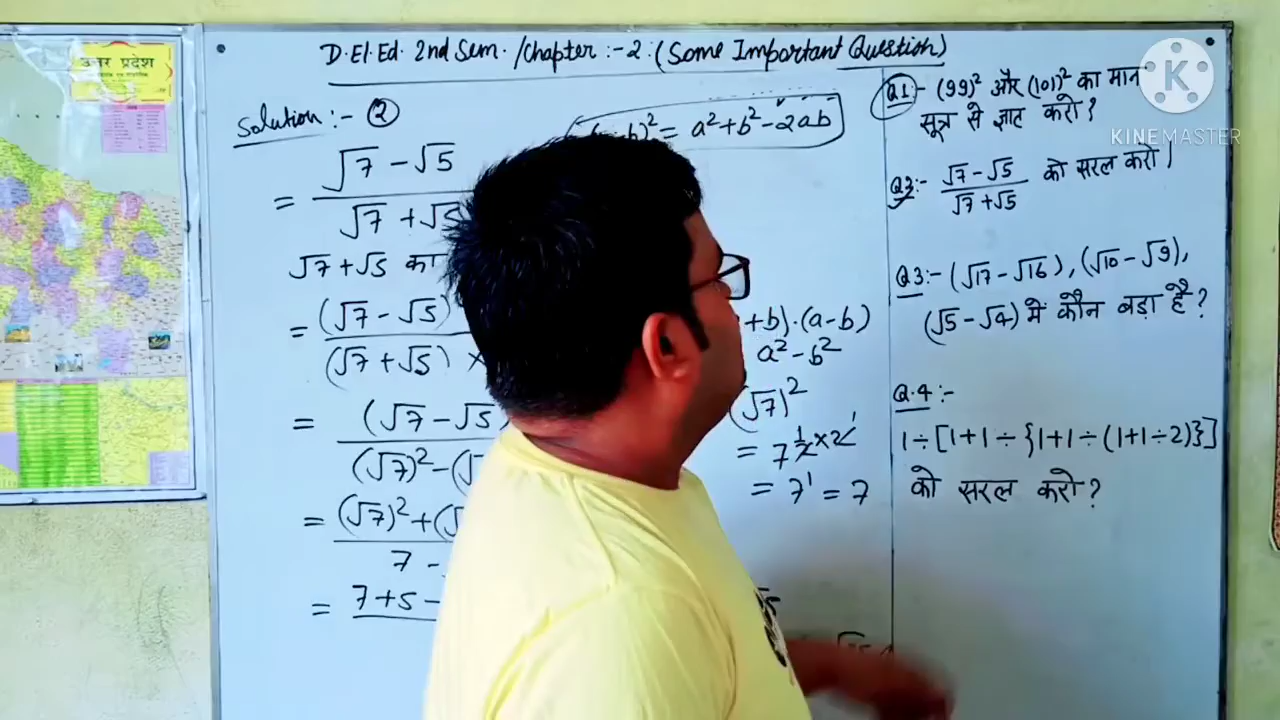 D.El.Ed. 2nd Sem. /Chapter :- 2 :(Some Important Question)
Solution :- ②
b)² = a² + b² - 2ab
= √7 - √5 / √7 + √5
√7 + √5 का
= (√7 - √5) / (√7 + √5) ×
= (√7 - √5) / (√7)² - (√
= (√7)² + (√ / 7 -
= 7 + 5 -
+ b) · (a - b)
a² - b²
(√7)²
= 7^(1/2 × 2)
= 7¹ = 7
Q1:- (99)² और (101)² का मान
सूत्र से ज्ञात करो?
Q2:- √7 - √5 / √7 + √5 को सरल करो।
Q3:- (√17 - √16), (√10 - √9),
(√5 - √4) में कौन बड़ा है?
Q.4:-
1 ÷ [1 + 1 ÷ {1 + 1 ÷ (1 + 1 ÷ 2)}]
को सरल करो?
उत्तर प्रदेश
K
KINEMASTER